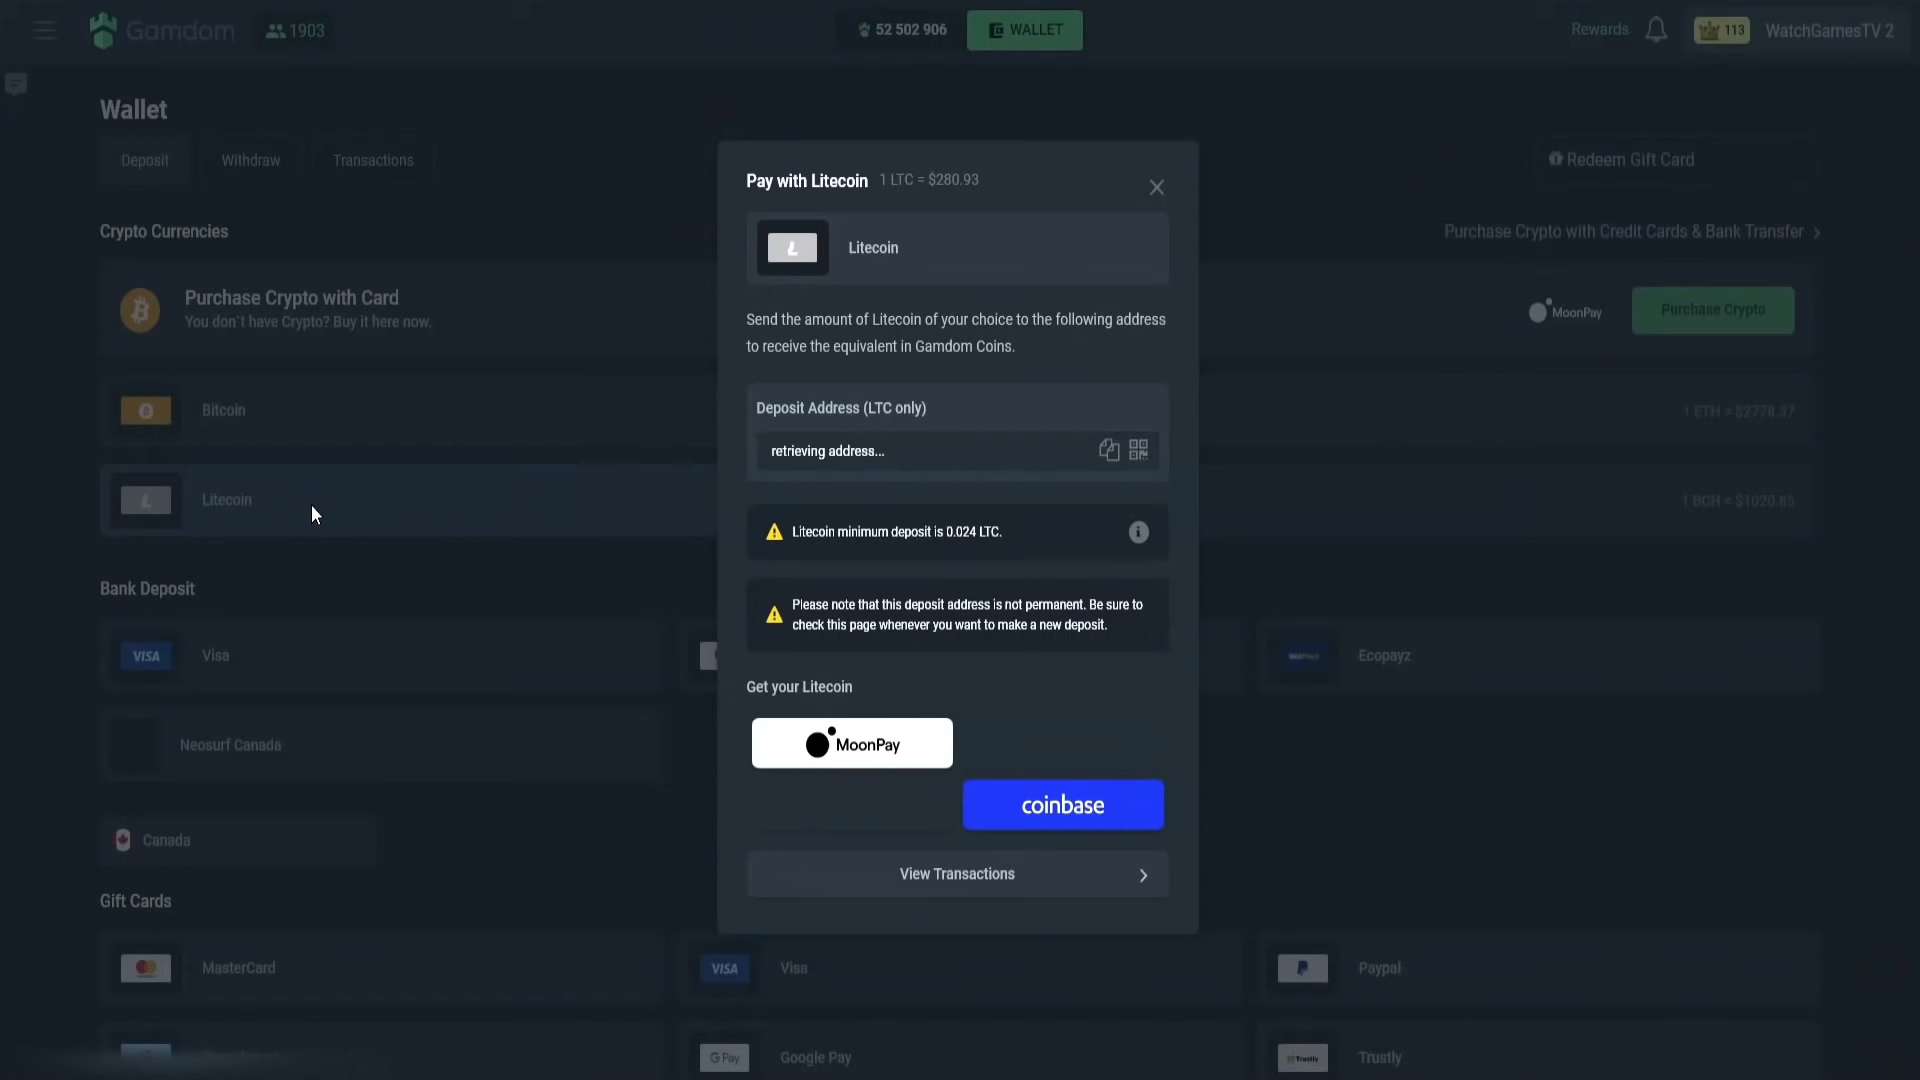 Gamdom
1903
52 502 906
WALLET
Rewards
113
WatchGamesTV 2
Wallet
Deposit
Withdraw
Transactions
Redeem Gift Card
Crypto Currencies
Purchase Crypto with Credit Cards & Bank Transfer
Purchase Crypto with Card
You don´t have Crypto? Buy it here now.
MoonPay
Purchase Crypto
Bitcoin
1 ETH = $2778.37
Litecoin
1 BCH = $1020.85
Bank Deposit
VISA
Visa
Ecopayz
Neosurf Canada
Canada
Gift Cards
MasterCard
VISA
Visa
Paypal
G Pay
Google Pay
Trustly
Trustly
Pay with Litecoin
1 LTC = $280.93
Litecoin
Send the amount of Litecoin of your choice to the following address
to receive the equivalent in Gamdom Coins.
Deposit Address (LTC only)
retrieving address...
Litecoin minimum deposit is 0.024 LTC.
Please note that this deposit address is not permanent. Be sure to
check this page whenever you want to make a new deposit.
Get your Litecoin
MoonPay
coinbase
View Transactions